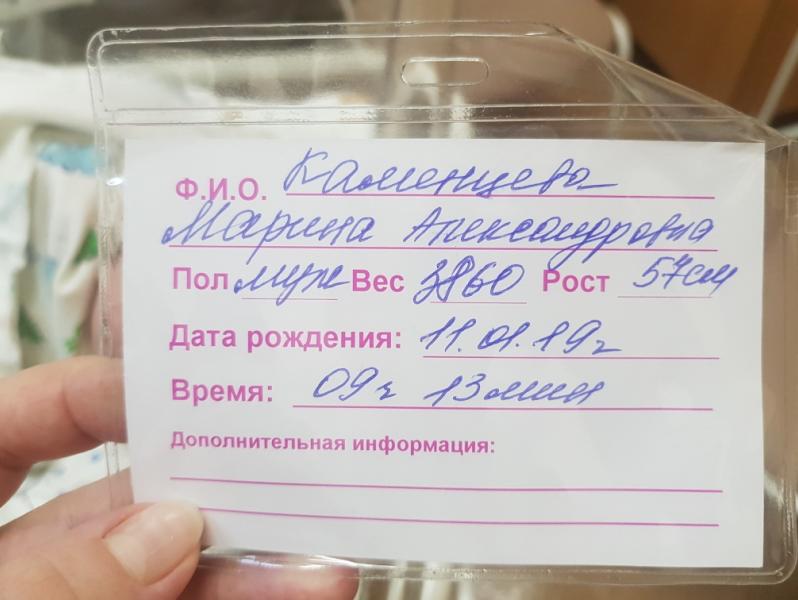 Ф.И.О. Каменцева
Марина Александровна
Пол муж Вес 3860 Рост 57см
Дата рождения: 11.01.19г
Время: 09ч 13мин
Дополнительная информация: